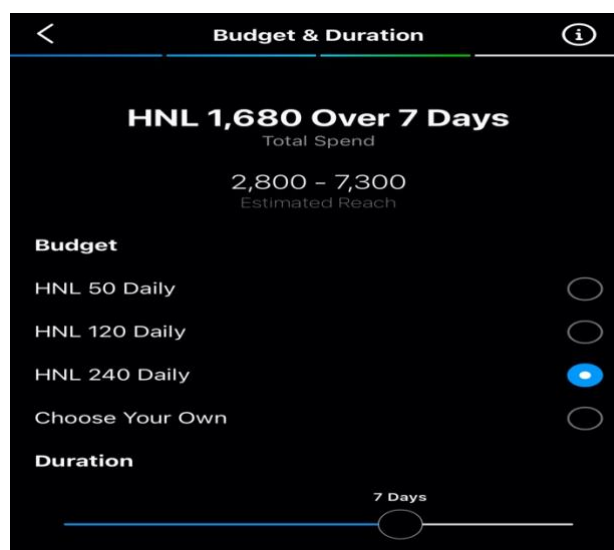 Budget & Duration
HNL 1,680 Over 7 Days
Total Spend
2,800 – 7,300
Estimated Reach
Budget
HNL 50 Daily
HNL 120 Daily
HNL 240 Daily
Choose Your Own
Duration
7 Days